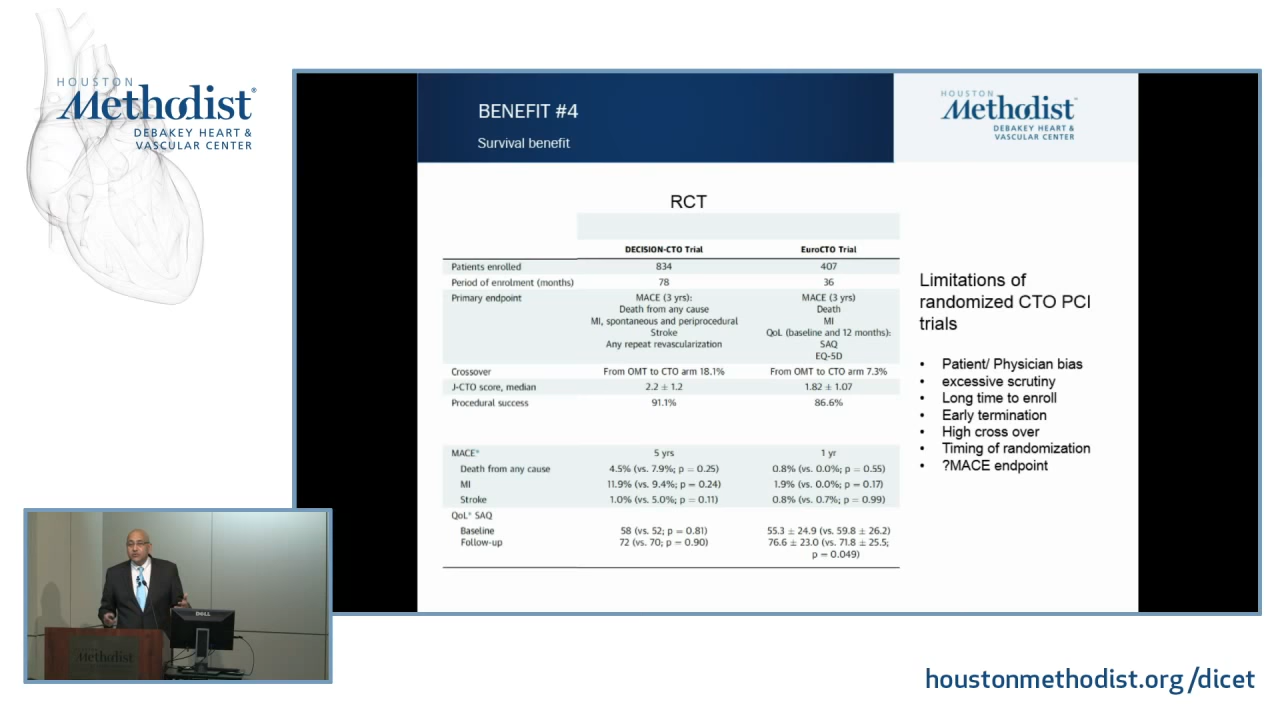 HOUSTON
Methodist®
DEBAKEY HEART &
VASCULAR CENTER
BENEFIT #4
Survival benefit
HOUSTON
Methodist
DEBAKEY HEART &
VASCULAR CENTER
RCT
DECISION-CTO Trial EuroCTO Trial
Patients enrolled 834 407
Period of enrolment (months) 78 36
Primary endpoint MACE (3 yrs): MACE (3 yrs)
Death from any cause Death
MI, spontaneous and periprocedural MI
Stroke QoL (baseline and 12 months):
Any repeat revascularization SAQ
EQ-5D
Crossover From OMT to CTO arm 18.1% From OMT to CTO arm 7.3%
J-CTO score, median 2.2 ± 1.2 1.82 ± 1.07
Procedural success 91.1% 86.6%
MACE* 5 yrs 1 yr
Death from any cause 4.5% (vs. 7.9%; p = 0.25) 0.8% (vs. 0.0%; p = 0.55)
MI 11.9% (vs. 9.4%; p = 0.24) 1.9% (vs. 0.0%; p = 0.17)
Stroke 1.0% (vs. 5.0%; p = 0.11) 0.8% (vs. 0.7%; p = 0.99)
QoL* SAQ
Baseline 58 (vs. 52; p = 0.81) 55.3 ± 24.9 (vs. 59.8 ± 26.2)
Follow-up 72 (vs. 70; p = 0.90) 76.6 ± 23.0 (vs. 71.8 ± 25.5;
p = 0.049)
Limitations of
randomized CTO PCI
trials
• Patient/ Physician bias
• excessive scrutiny
• Long time to enroll
• Early termination
• High cross over
• Timing of randomization
• ?MACE endpoint
DELL
Methodist
houstonmethodist.org/dicet